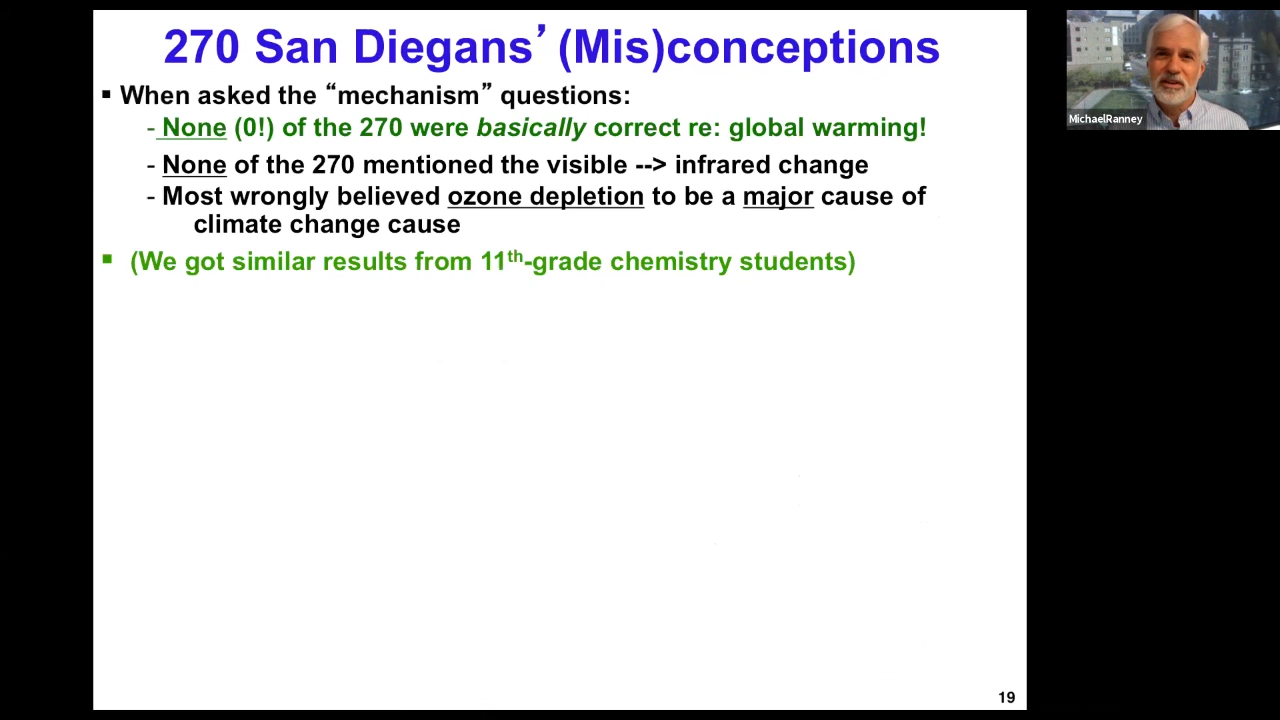 270 San Diegans’ (Mis)conceptions
▪ When asked the “mechanism” questions:
- None (0!) of the 270 were basically correct re: global warming!
- None of the 270 mentioned the visible --> infrared change
- Most wrongly believed ozone depletion to be a major cause of
climate change cause
▪ (We got similar results from 11th-grade chemistry students)
19
MichaelRanney